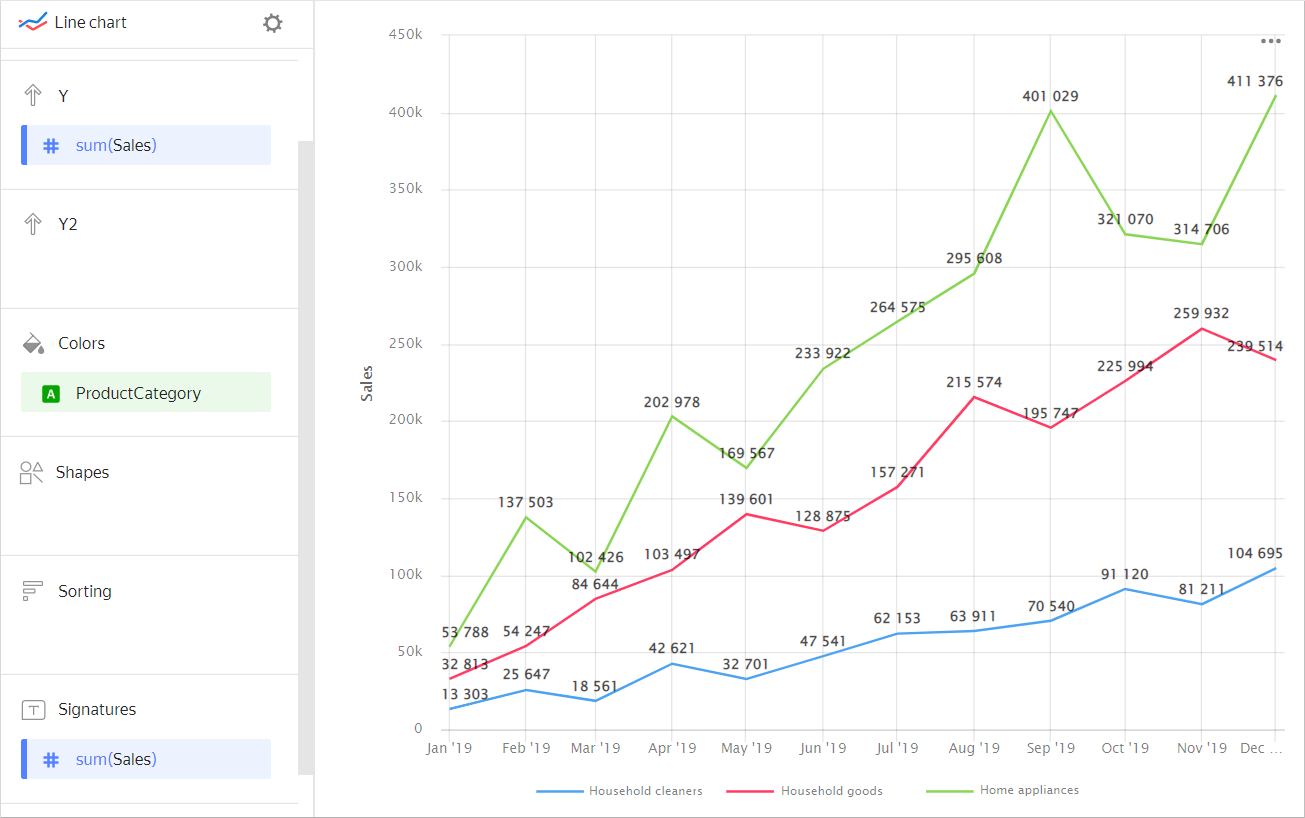 Line chart
Y
# sum(Sales)
Y2
Colors
A ProductCategory
Shapes
Sorting
T Signatures
# sum(Sales)
Sales
450k
400k
350k
300k
250k
200k
150k
100k
50k
0
411 376
401 029
321 070
314 706
295 608
264 575
259 932
239 514
233 922
225 994
215 574
202 978
195 747
169 567
157 271
137 503
139 601
128 875
102 426
103 497
104 695
84 644
91 120
81 211
70 540
62 153
63 911
53 788
54 247
42 621
47 541
32 813
25 647
32 701
13 303
18 561
Jan '19 Feb '19 Mar '19 Apr '19 May '19 Jun '19 Jul '19 Aug '19 Sep '19 Oct '19 Nov '19 Dec ...
Household cleaners Household goods Home appliances